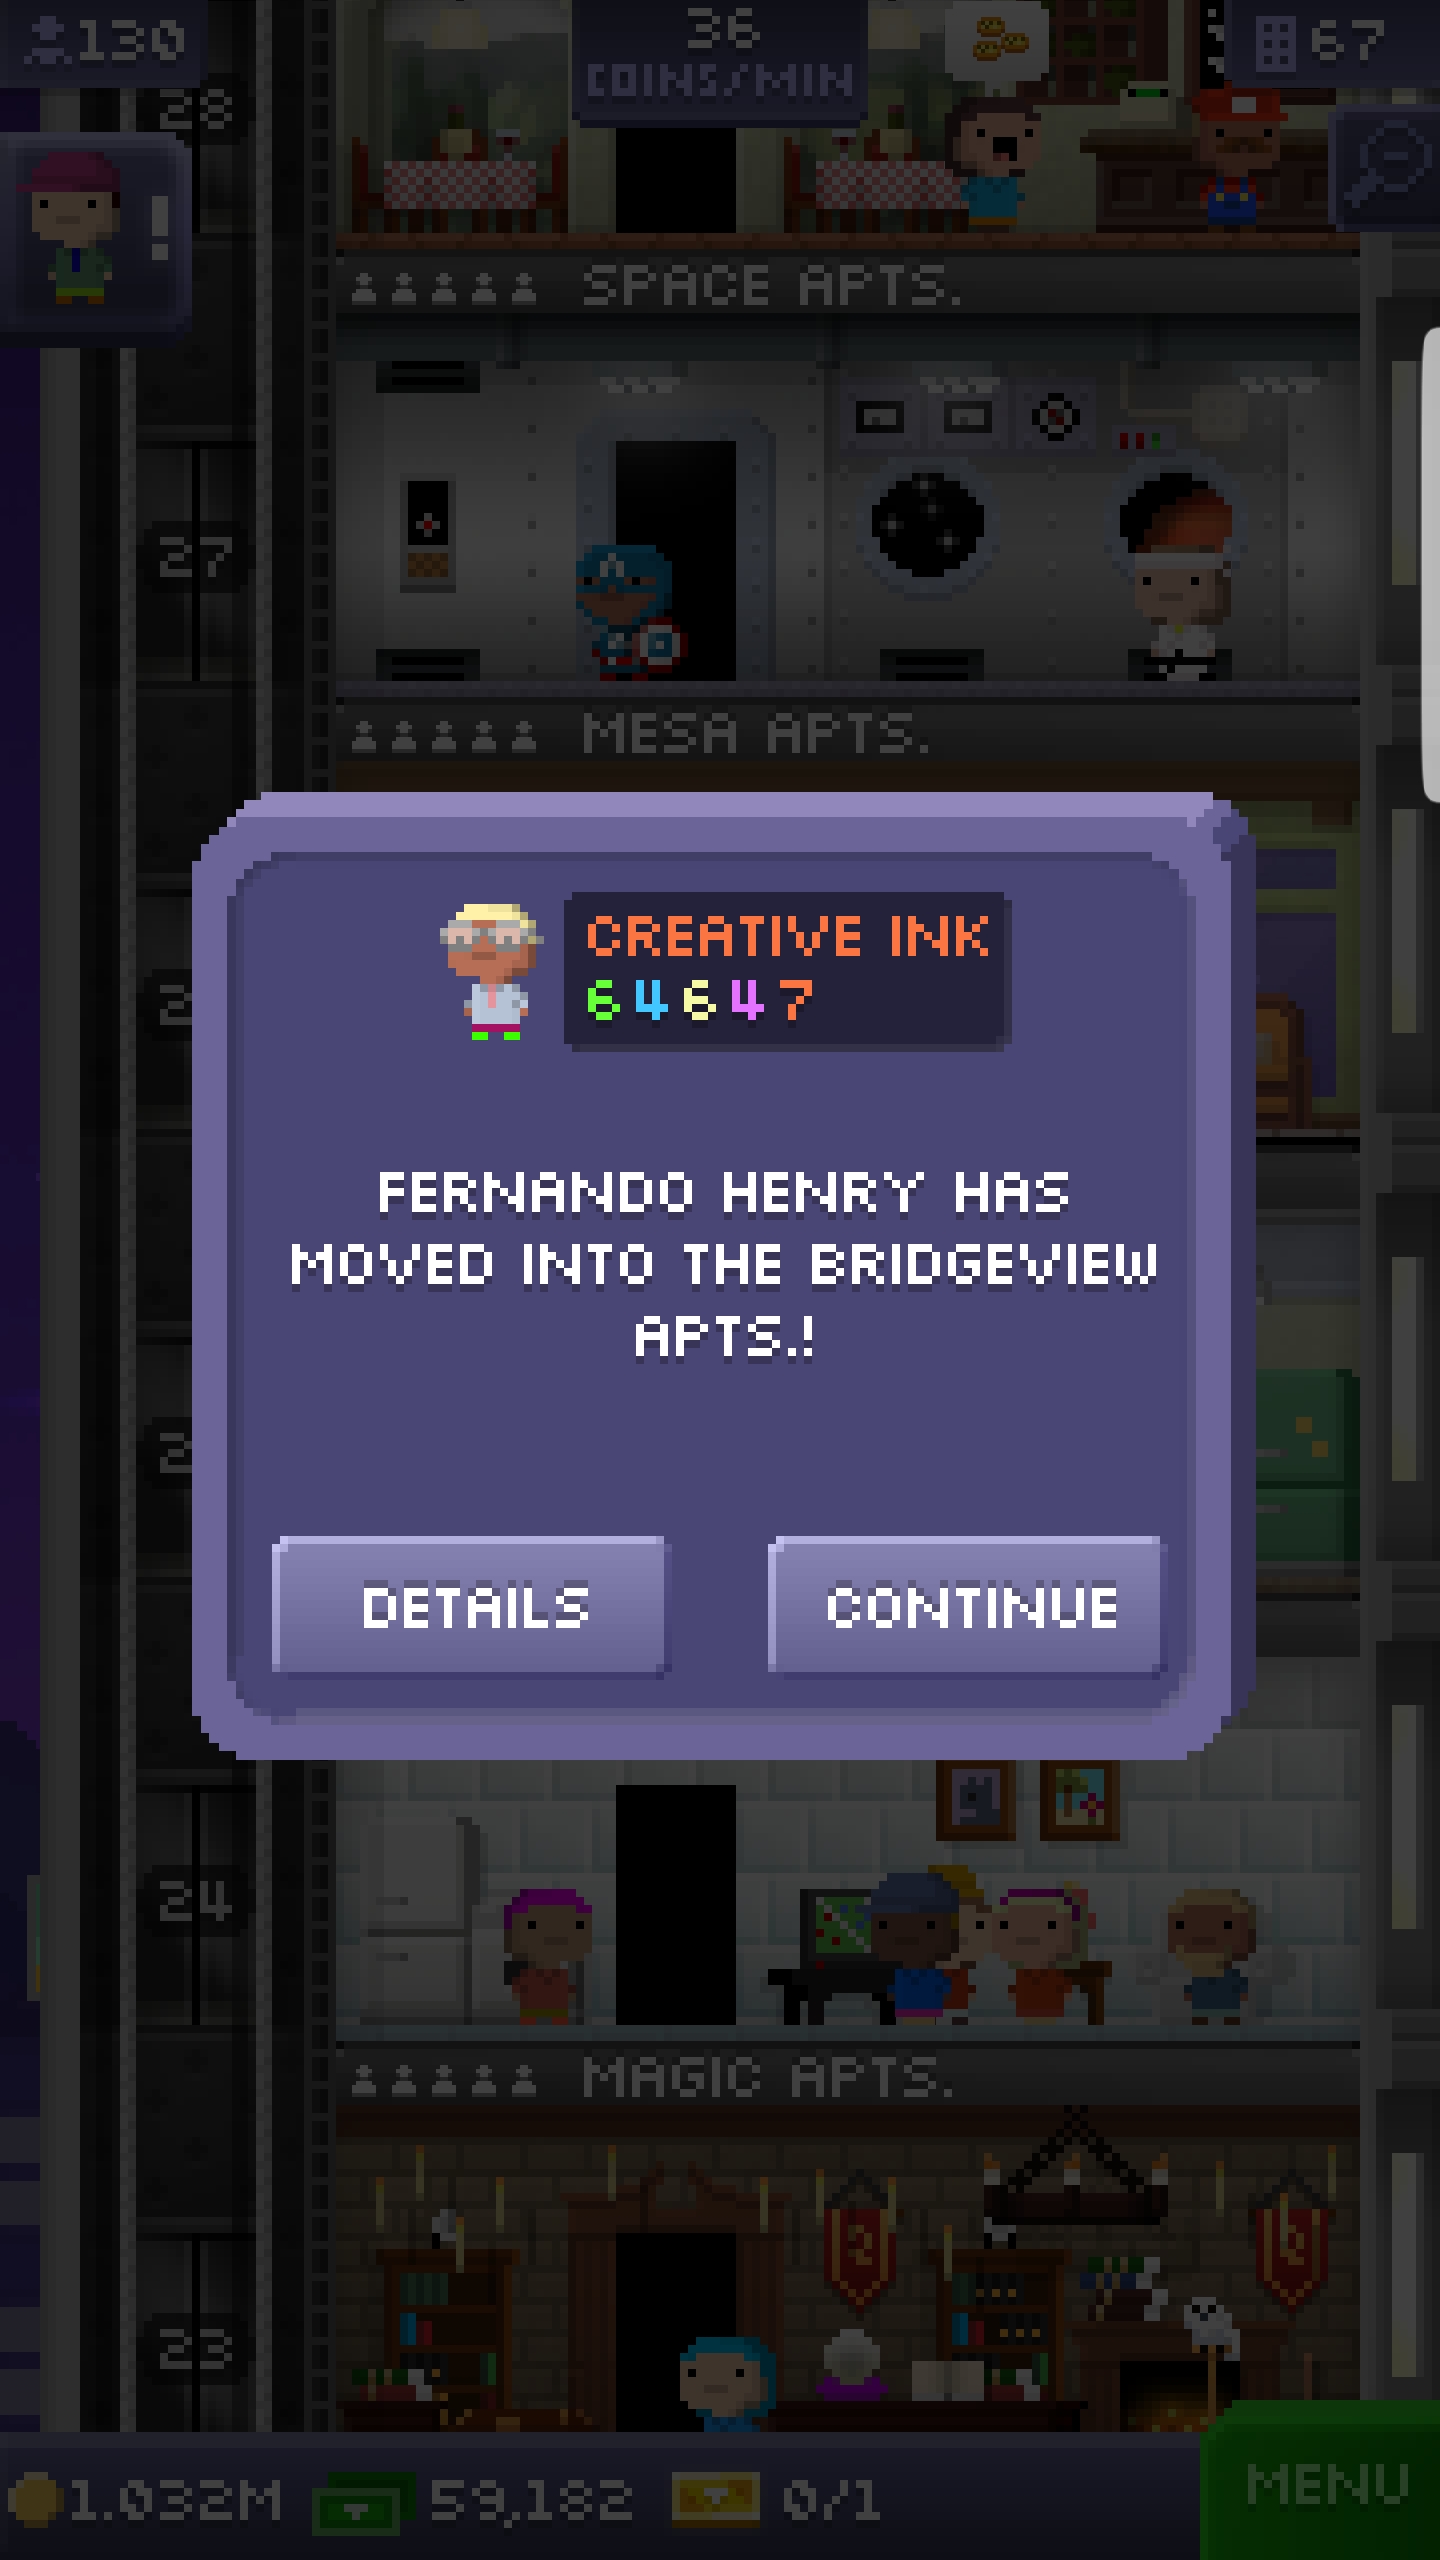 130
36
COINS/MIN
67
28
SPACE APTS.
27
MESA APTS.
CREATIVE INK
64647
FERNANDO HENRY HAS
MOVED INTO THE BRIDGEVIEW
APTS.!
DETAILS
CONTINUE
24
MAGIC APTS.
23
1.032M
59,182
0/1
MENU